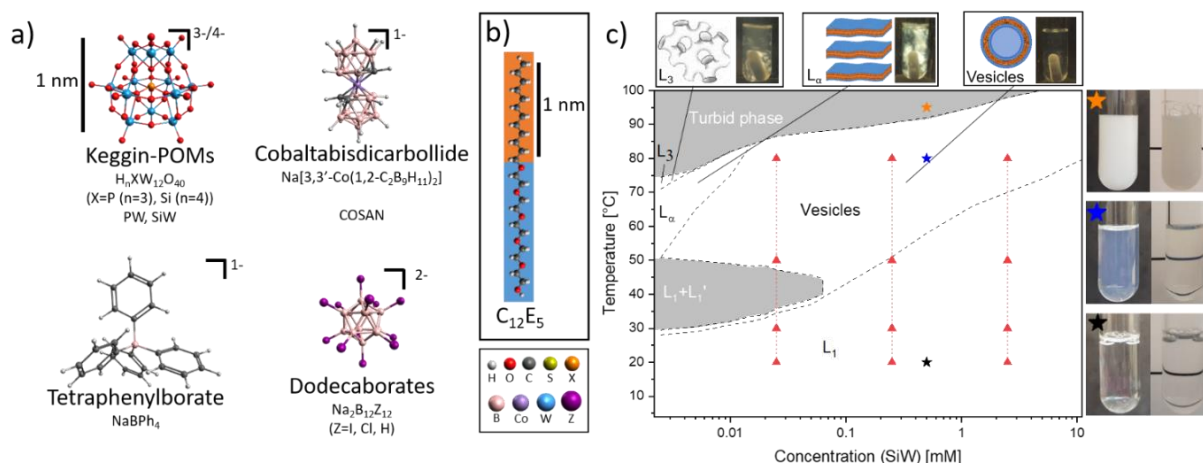 a)
3-/4-
1 nm
Keggin-POMs
HₙXW₁₂O₄₀
(X=P (n=3), Si (n=4))
PW, SiW
1-
Cobaltabisdicarbollide
Na[3,3’-Co(1,2-C₂B₉H₁₁)₂]
COSAN
1-
Tetraphenylborate
NaBPh₄
2-
Dodecaborates
Na₂B₁₂Z₁₂
(Z=I, Cl, H)
b)
1 nm
C₁₂E₅
H O C S X
B Co W Z
c)
L₃
Lα
Vesicles
Temperature [°C]
100
90
80
70
60
50
40
30
20
10
Turbid phase
L₃
Lα
Vesicles
L₁+L₁'
L₁
0.01 0.1 1 10
Concentration (SiW) [mM]